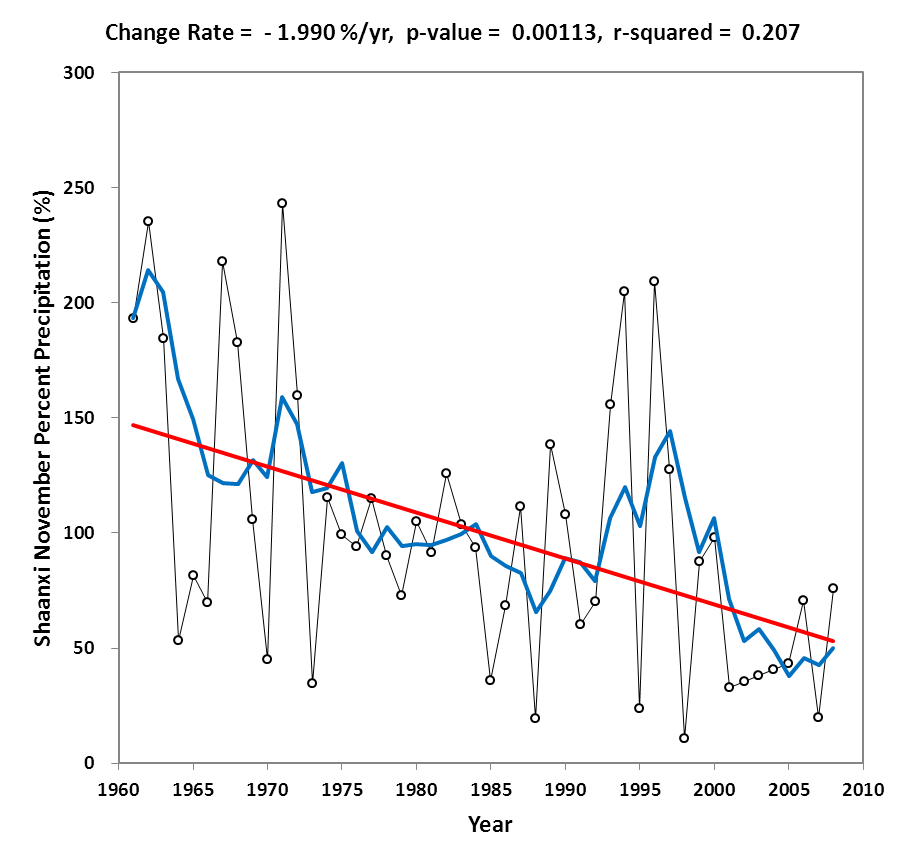 Change Rate = - 1.990 %/yr, p-value = 0.00113, r-squared = 0.207
300
250
200
150
100
50
0
Shaanxi November Percent Precipitation (%)
1960 1965 1970 1975 1980 1985 1990 1995 2000 2005 2010
Year